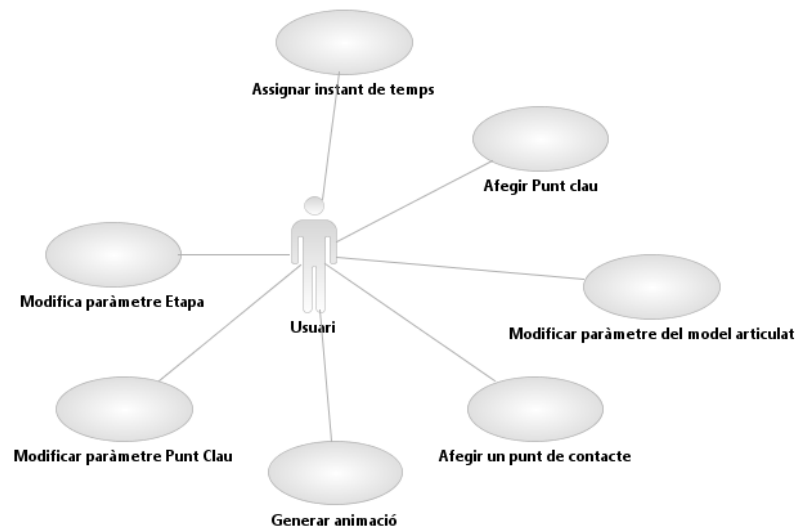 Assignar instant de temps
Afegir Punt clau
Modifica paràmetre Etapa
Usuari
Modificar paràmetre del model articulat
Modificar paràmetre Punt Clau
Afegir un punt de contacte
Generar animació